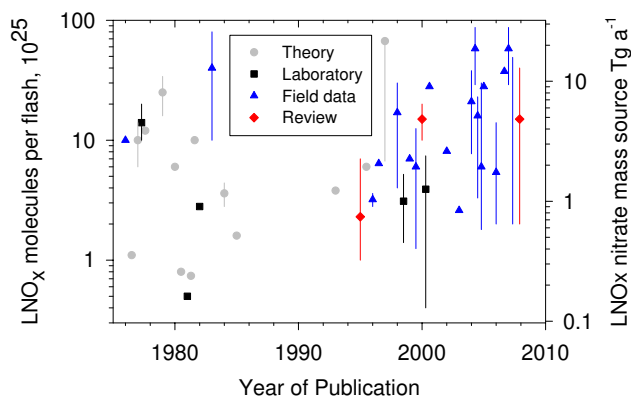 LNOX molecules per flash, 10^25
100
10
1
Theory
Laboratory
Field data
Review
10
1
0.1
LNOx nitrate mass source Tg a^-1
1980
1990
2000
2010
Year of Publication